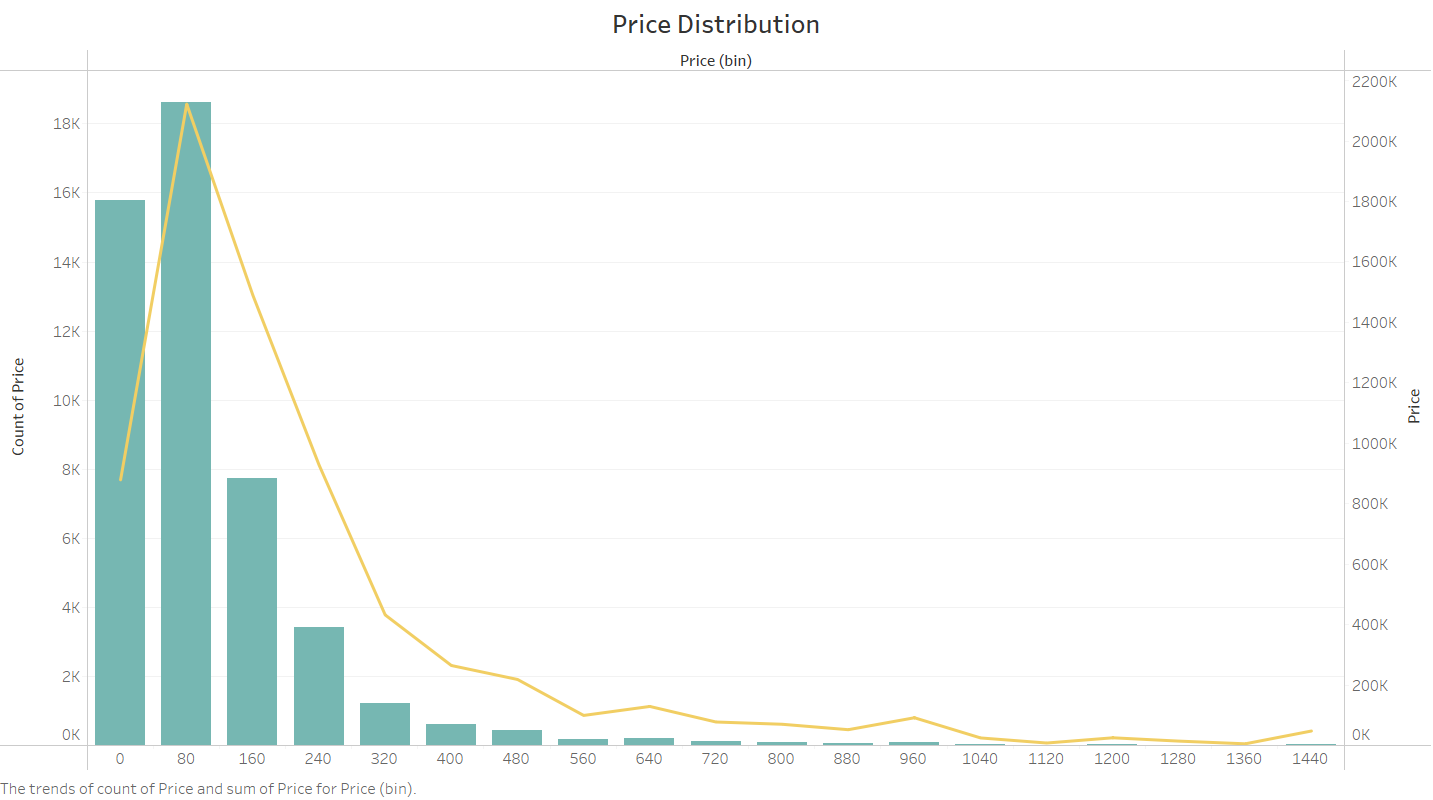 Price Distribution
Price (bin)
2200K
18K
2000K
16K
1800K
14K
1600K
12K
1400K
Count of Price
10K
1200K
Price
8K
1000K
6K
800K
4K
600K
2K
400K
0K
200K
0K
0 80 160 240 320 400 480 560 640 720 800 880 960 1040 1120 1200 1280 1360 1440
The trends of count of Price and sum of Price for Price (bin).